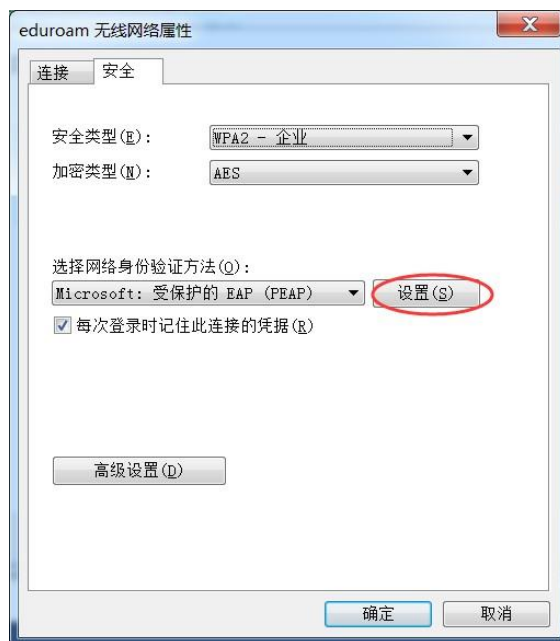 eduroam 无线网络属性
连接 安全
安全类型(E): WPA2 - 企业
加密类型(N): AES
选择网络身份验证方法(O):
Microsoft: 受保护的 EAP (PEAP) 设置(S)
每次登录时记住此连接的凭据(R)
高级设置(D)
确定 取消